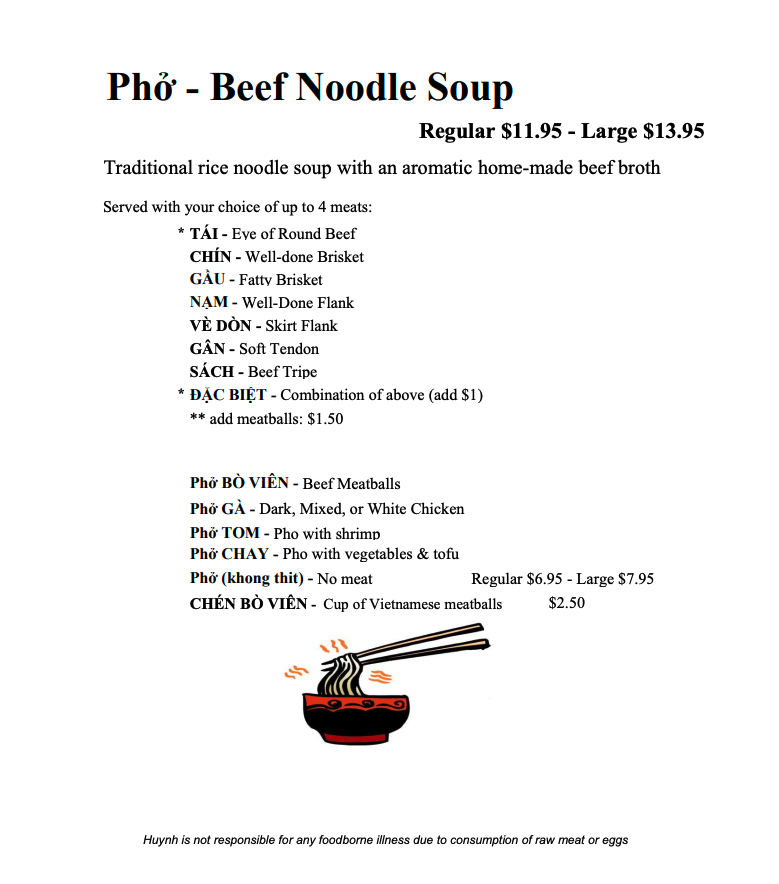 Phở - Beef Noodle Soup
Regular $11.95 - Large $13.95
Traditional rice noodle soup with an aromatic home-made beef broth
Served with your choice of up to 4 meats:
* TÁI - Eye of Round Beef
CHÍN - Well-done Brisket
GẦU - Fatty Brisket
NẠM - Well-Done Flank
VÈ DÒN - Skirt Flank
GÂN - Soft Tendon
SÁCH - Beef Tripe
* ĐẶC BIỆT - Combination of above (add $1)
** add meatballs: $1.50
Phở BÒ VIÊN - Beef Meatballs
Phở GÀ - Dark, Mixed, or White Chicken
Phở TOM - Pho with shrimp
Phở CHAY - Pho with vegetables & tofu
Phở (khong thit) - No meat Regular $6.95 - Large $7.95
CHÉN BÒ VIÊN - Cup of Vietnamese meatballs $2.50
Huynh is not responsible for any foodborne illness due to consumption of raw meat or eggs